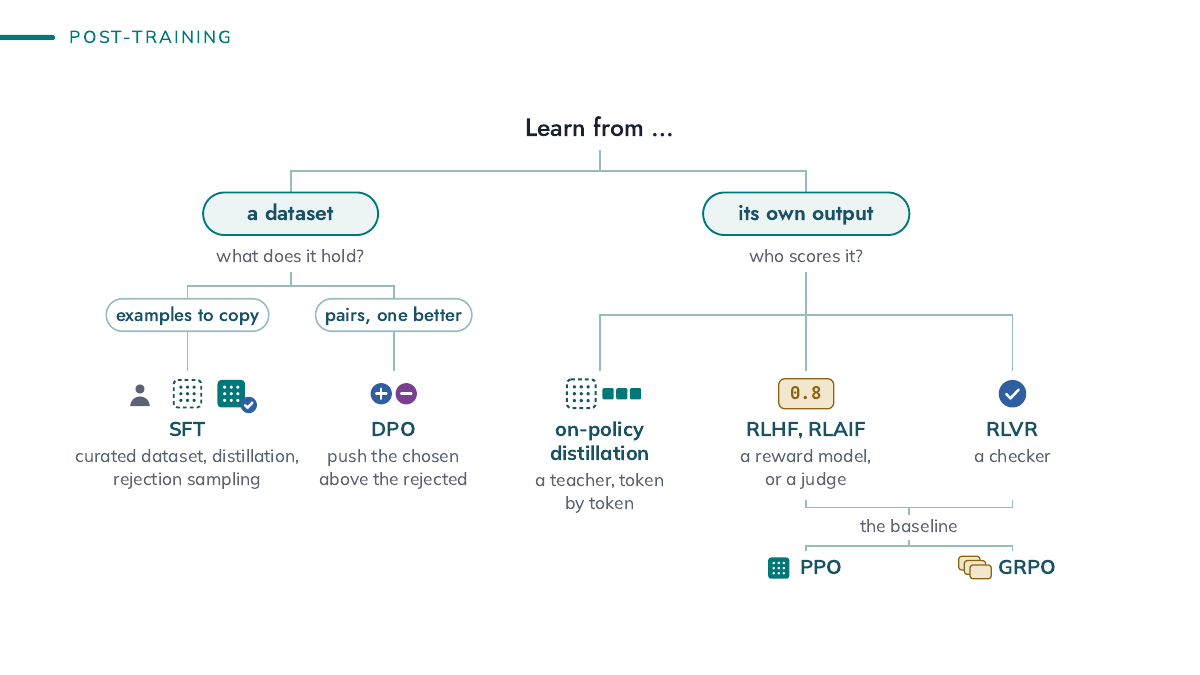 POST-TRAINING
Learn from ...
a dataset
its own output
what does it hold?
who scores it?
examples to copy
pairs, one better
0.8
SFT
curated dataset, distillation,
rejection sampling
DPO
push the chosen
above the rejected
on-policy
distillation
a teacher, token
by token
RLHF, RLAIF
a reward model,
or a judge
RLVR
a checker
the baseline
PPO
GRPO